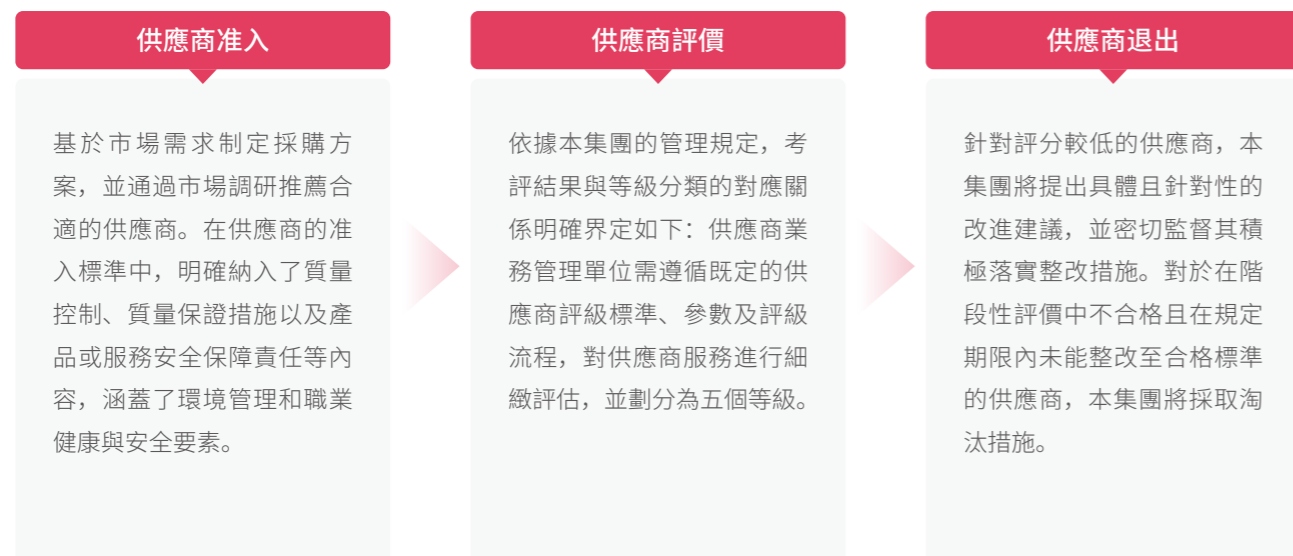 供應商准入
基於市場需求制定採購方
案，並通過市場調研推薦合
適的供應商。在供應商的准
入標準中，明確納入了質量
控制、質量保證措施以及產
品或服務安全保障責任等內
容，涵蓋了環境管理和職業
健康與安全要素。
供應商評價
依據本集團的管理規定，考
評結果與等級分類的對應關
係明確界定如下：供應商業
務管理單位需遵循既定的供
應商評級標準、參數及評級
流程，對供應商服務進行細
緻評估，並劃分為五個等級。
供應商退出
針對評分較低的供應商，本
集團將提出具體且針對性的
改進建議，並密切監督其積
極落實整改措施。對於在階
段性評價中不合格且在規定
期限內未能整改至合格標準
的供應商，本集團將採取淘
汰措施。